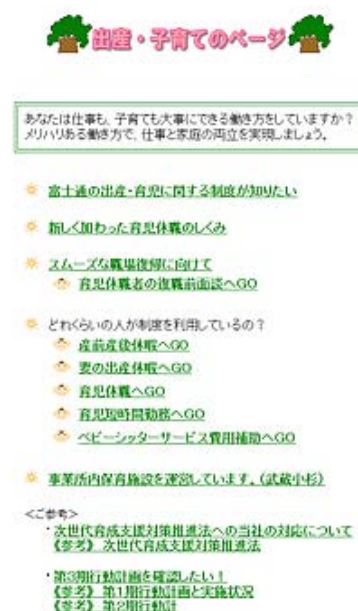 出産・子育てのページ
あなたは仕事も、子育ても大事にできる働き方をしていますか？
メリハリある働き方で、仕事と家庭の両立を実現しましょう。
富士通の出産・育児に関する制度が知りたい
新しく加わった育児休職のしくみ
スムーズな職場復帰に向けて
育児休職者の復職前面談へGO
どれくらいの人が制度を利用しているの？
産前産後休暇へGO
妻の出産休暇へGO
育児休職へGO
育児短時間勤務へGO
ベビーシッターサービス費用補助へGO
事業所内保育施設を運営しています。（武蔵小杉）
＜ご参考＞
・次世代育成支援対策推進法への当社の対応について
《参考》 次世代育成支援対策推進法
・第3期行動計画を確認したい！
《参考》 第1期行動計画と実施状況
《参考》 第2期行動計